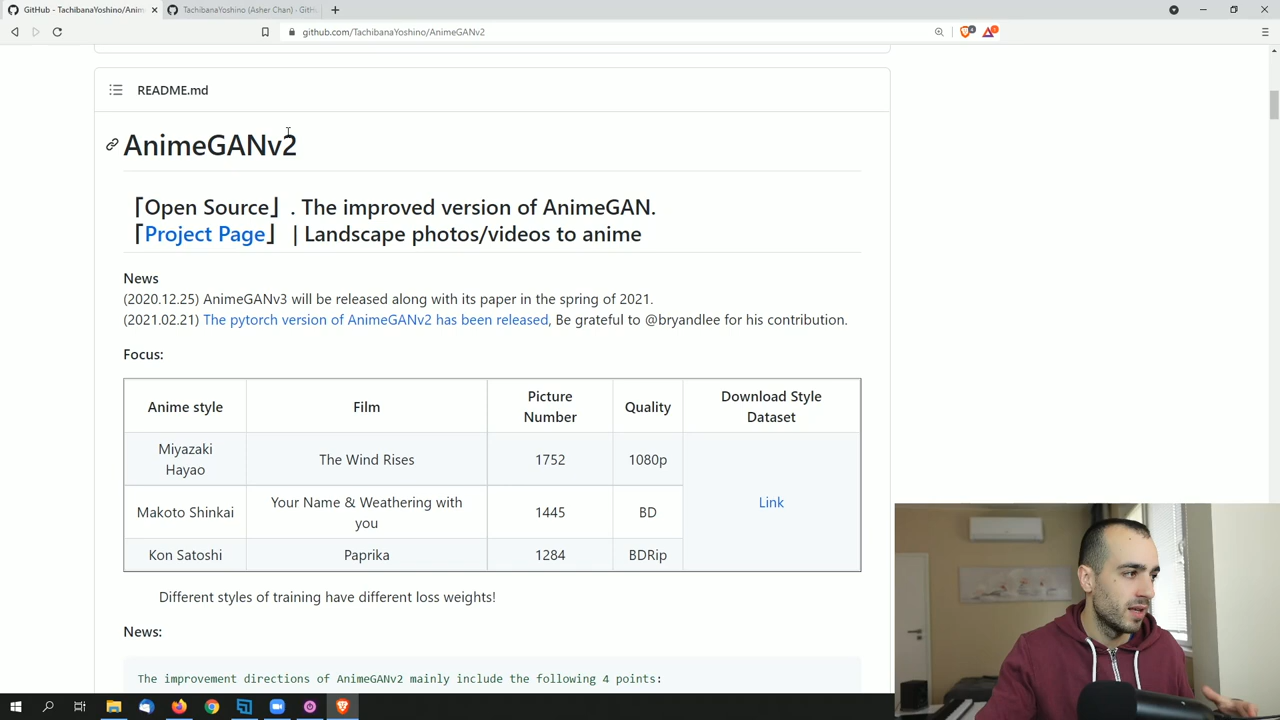 GitHub - TachibanaYoshino/Anim
TachibanaYoshino (Asher Chan) · GitH
github.com/TachibanaYoshino/AnimeGANv2
README.md
AnimeGANv2
「Open Source」. The improved version of AnimeGAN.
「Project Page」 | Landscape photos/videos to anime
News
(2020.12.25) AnimeGANv3 will be released along with its paper in the spring of 2021.
(2021.02.21) The pytorch version of AnimeGANv2 has been released, Be grateful to @bryandlee for his contribution.
Focus:
Anime style Film Picture Number Quality Download Style Dataset
Miyazaki Hayao The Wind Rises 1752 1080p Link
Makoto Shinkai Your Name & Weathering with you 1445 BD
Kon Satoshi Paprika 1284 BDRip
Different styles of training have different loss weights!
News:
The improvement directions of AnimeGANv2 mainly include the following 4 points: